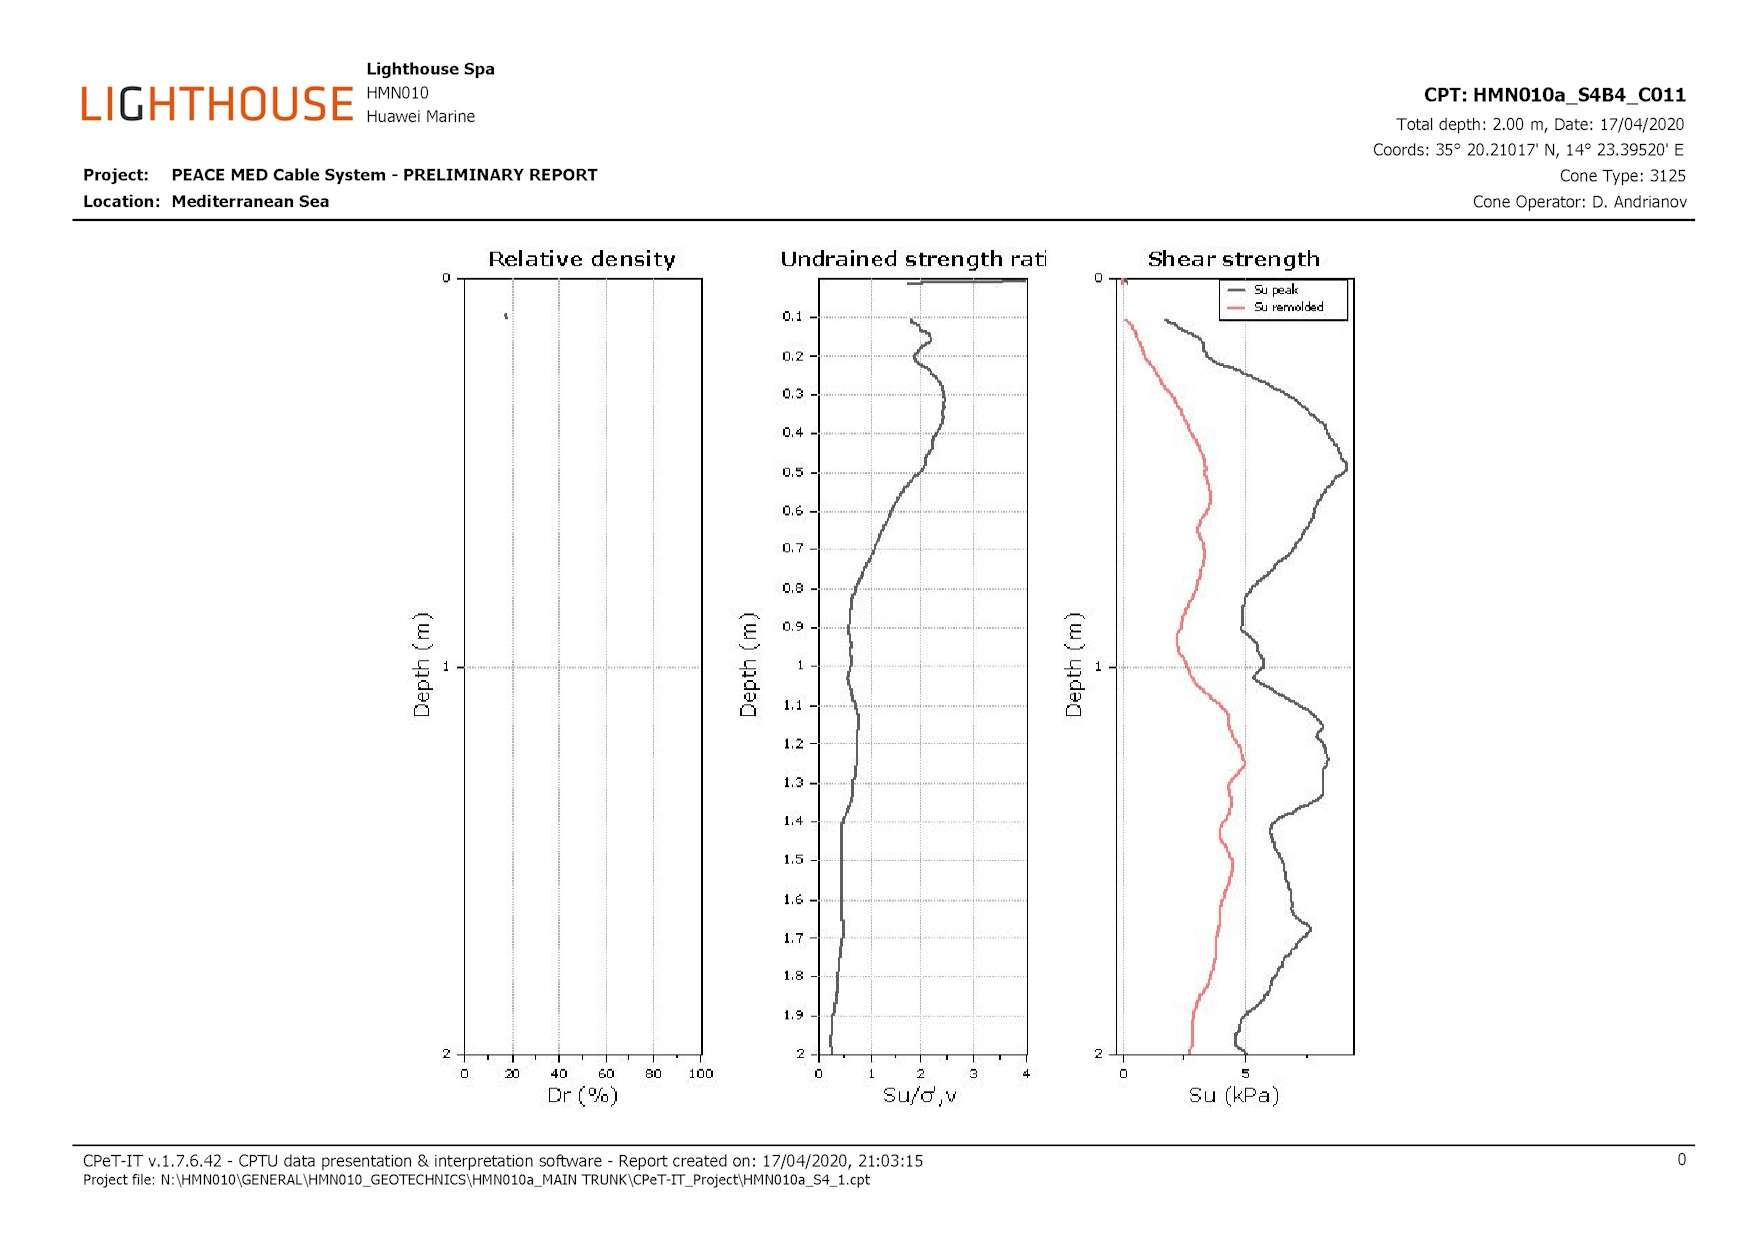 LIGHTHOUSE
Lighthouse Spa
HMN010
Huawei Marine
CPT: HMN010a_S4B4_C011
Total depth: 2.00 m, Date: 17/04/2020
Coords: 35° 20.21017' N, 14° 23.39520' E
Cone Type: 3125
Cone Operator: D. Andrianov
Project: PEACE MED Cable System - PRELIMINARY REPORT
Location: Mediterranean Sea
Relative density
0
1
2
Depth (m)
0 20 40 60 80 100
Dr (%)
Undrained strength rati
0.1
0.2
0.3
0.4
0.5
0.6
0.7
0.8
0.9
1
1.1
1.2
1.3
1.4
1.5
1.6
1.7
1.8
1.9
2
Depth (m)
0 1 2 3 4
Su/σ',v
Shear strength
Su peak
Su remolded
0
1
2
Depth (m)
0 5
Su (kPa)
CPeT-IT v.1.7.6.42 - CPTU data presentation & interpretation software - Report created on: 17/04/2020, 21:03:15
0
Project file: N:\HMN010\GENERAL\HMN010_GEOTECHNICS\HMN010a_MAIN TRUNK\CPeT-IT_Project\HMN010a_S4_1.cpt